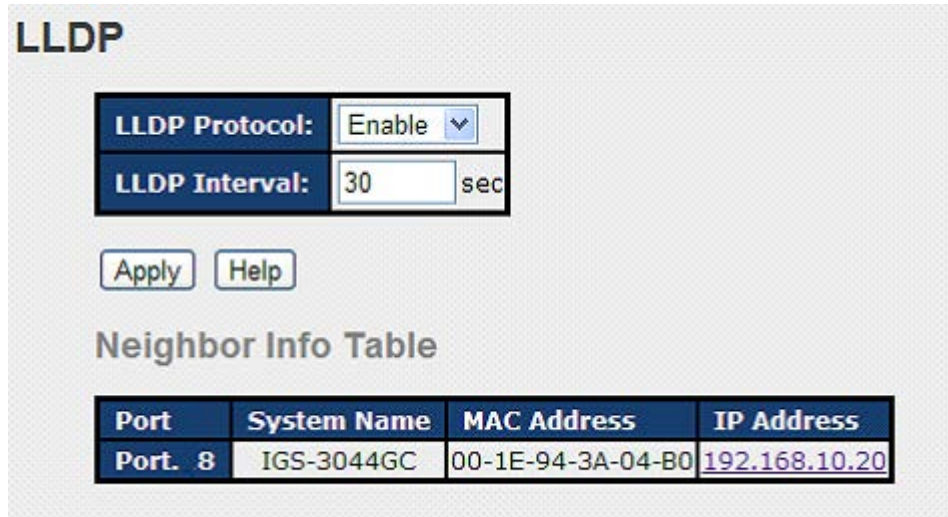 LLDP
LLDP Protocol: Enable
LLDP Interval: 30 sec
Apply Help
Neighbor Info Table
Port System Name MAC Address IP Address
Port. 8 IGS-3044GC 00-1E-94-3A-04-B0 192.168.10.20